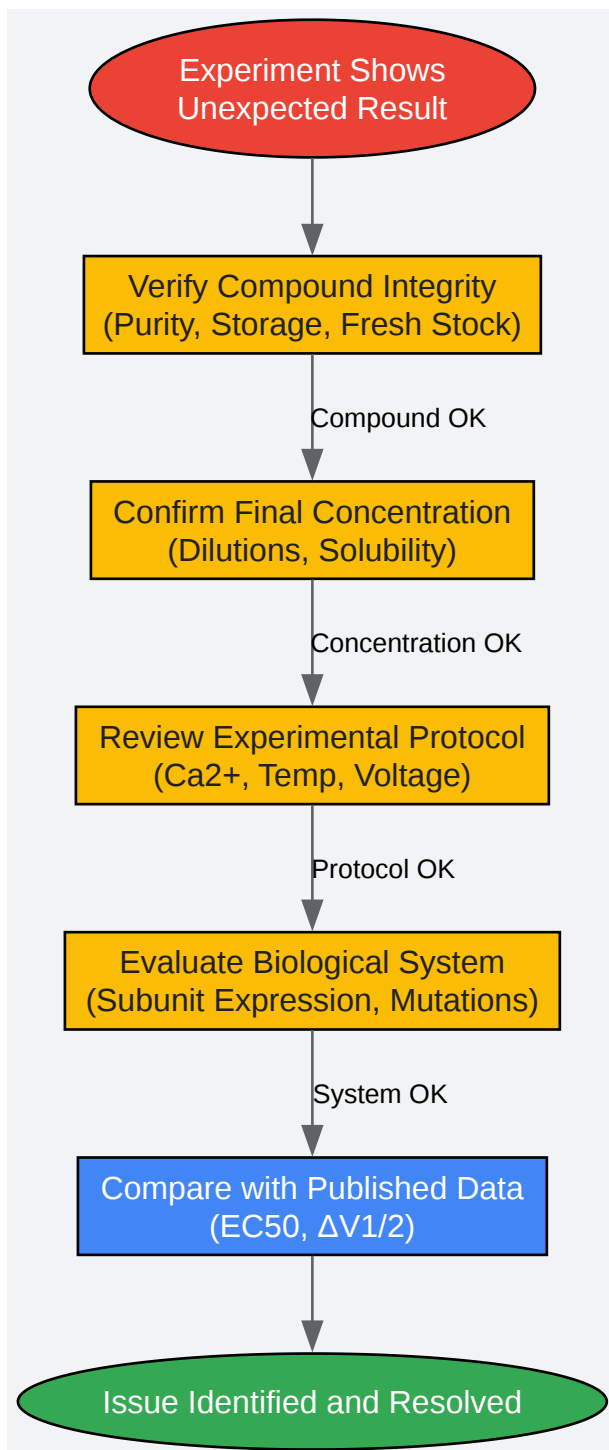 Experiment Shows
Unexpected Result
Verify Compound Integrity
(Purity, Storage, Fresh Stock)
Compound OK
Confirm Final Concentration
(Dilutions, Solubility)
Concentration OK
Review Experimental Protocol
(Ca2+, Temp, Voltage)
Protocol OK
Evaluate Biological System
(Subunit Expression, Mutations)
System OK
Compare with Published Data
(EC50, ΔV1/2)
Issue Identified and Resolved